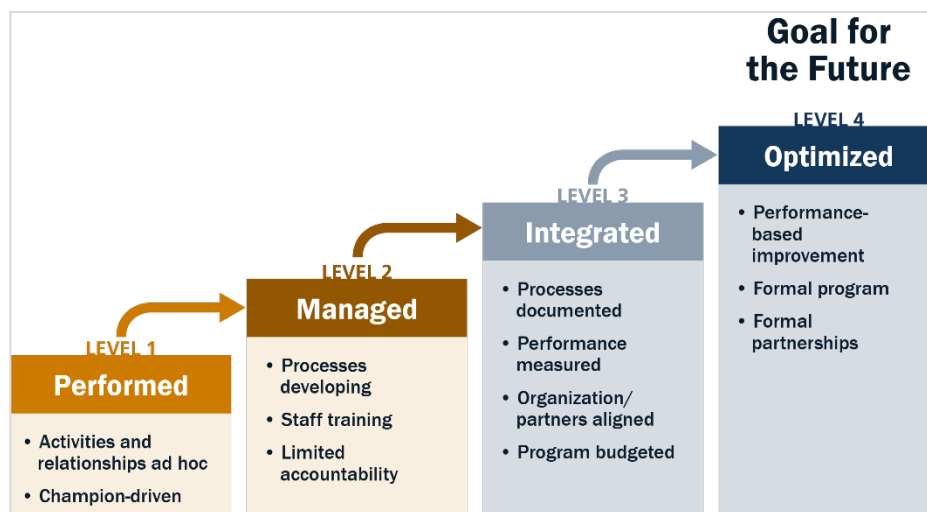 Goal for
the Future
LEVEL 4
Optimized
• Performance-
based
improvement
• Formal program
• Formal
partnerships
LEVEL 3
Integrated
• Processes
documented
• Performance
measured
• Organization/
partners aligned
• Program budgeted
LEVEL 2
Managed
• Processes
developing
• Staff training
• Limited
accountability
LEVEL 1
Performed
• Activities and
relationships ad hoc
• Champion-driven